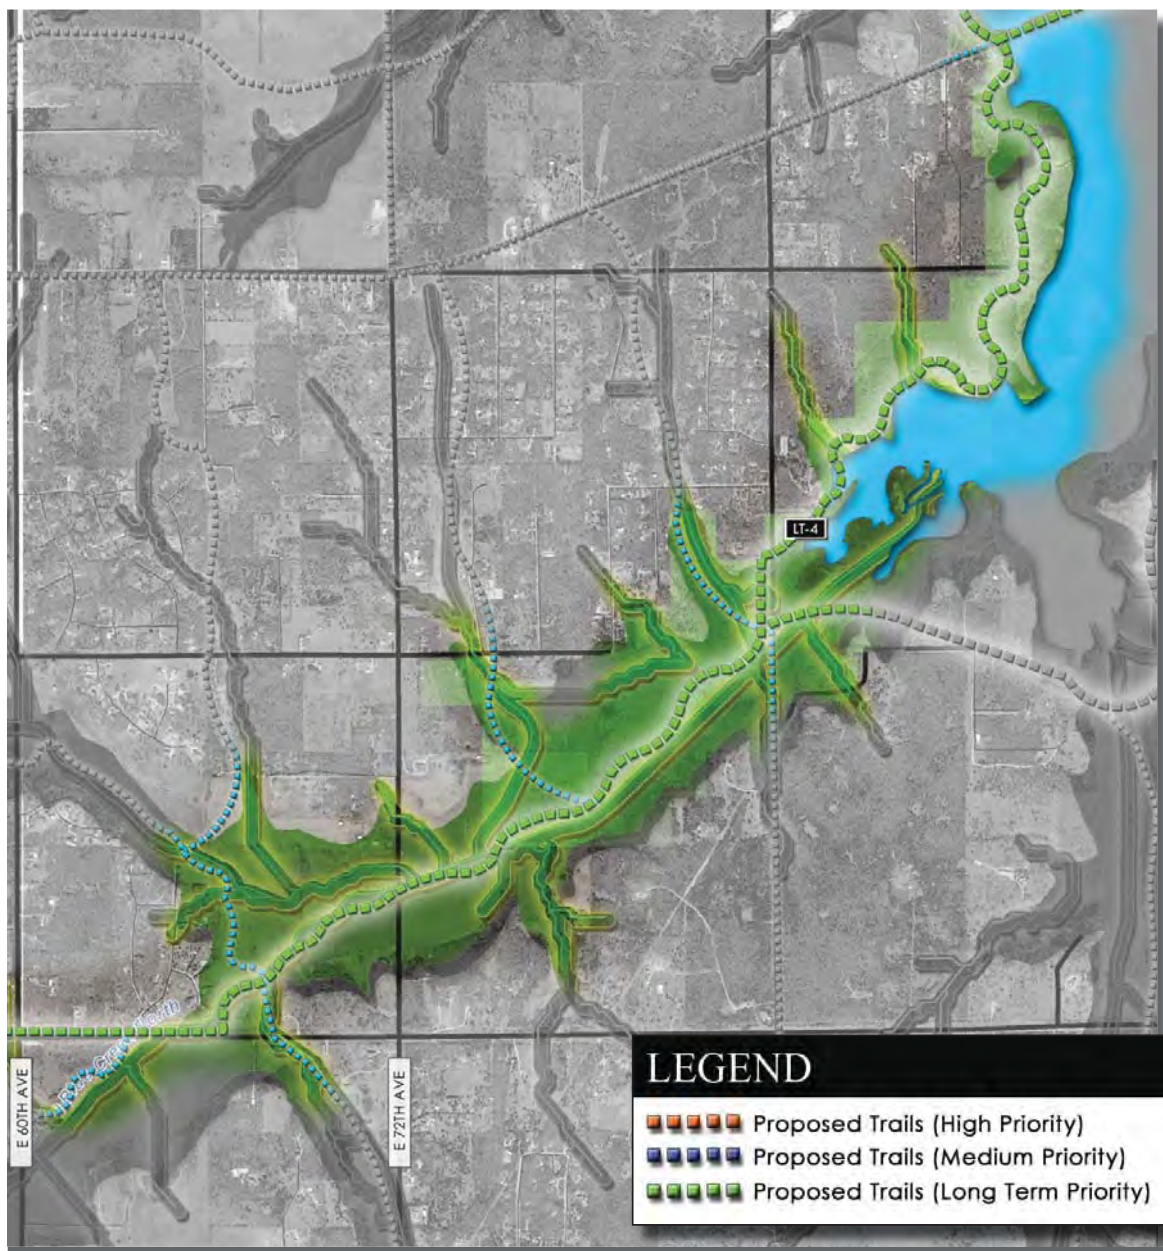 LT-4
E 60TH AVE
E 72TH AVE
LEGEND
Proposed Trails (High Priority)
Proposed Trails (Medium Priority)
Proposed Trails (Long Term Priority)